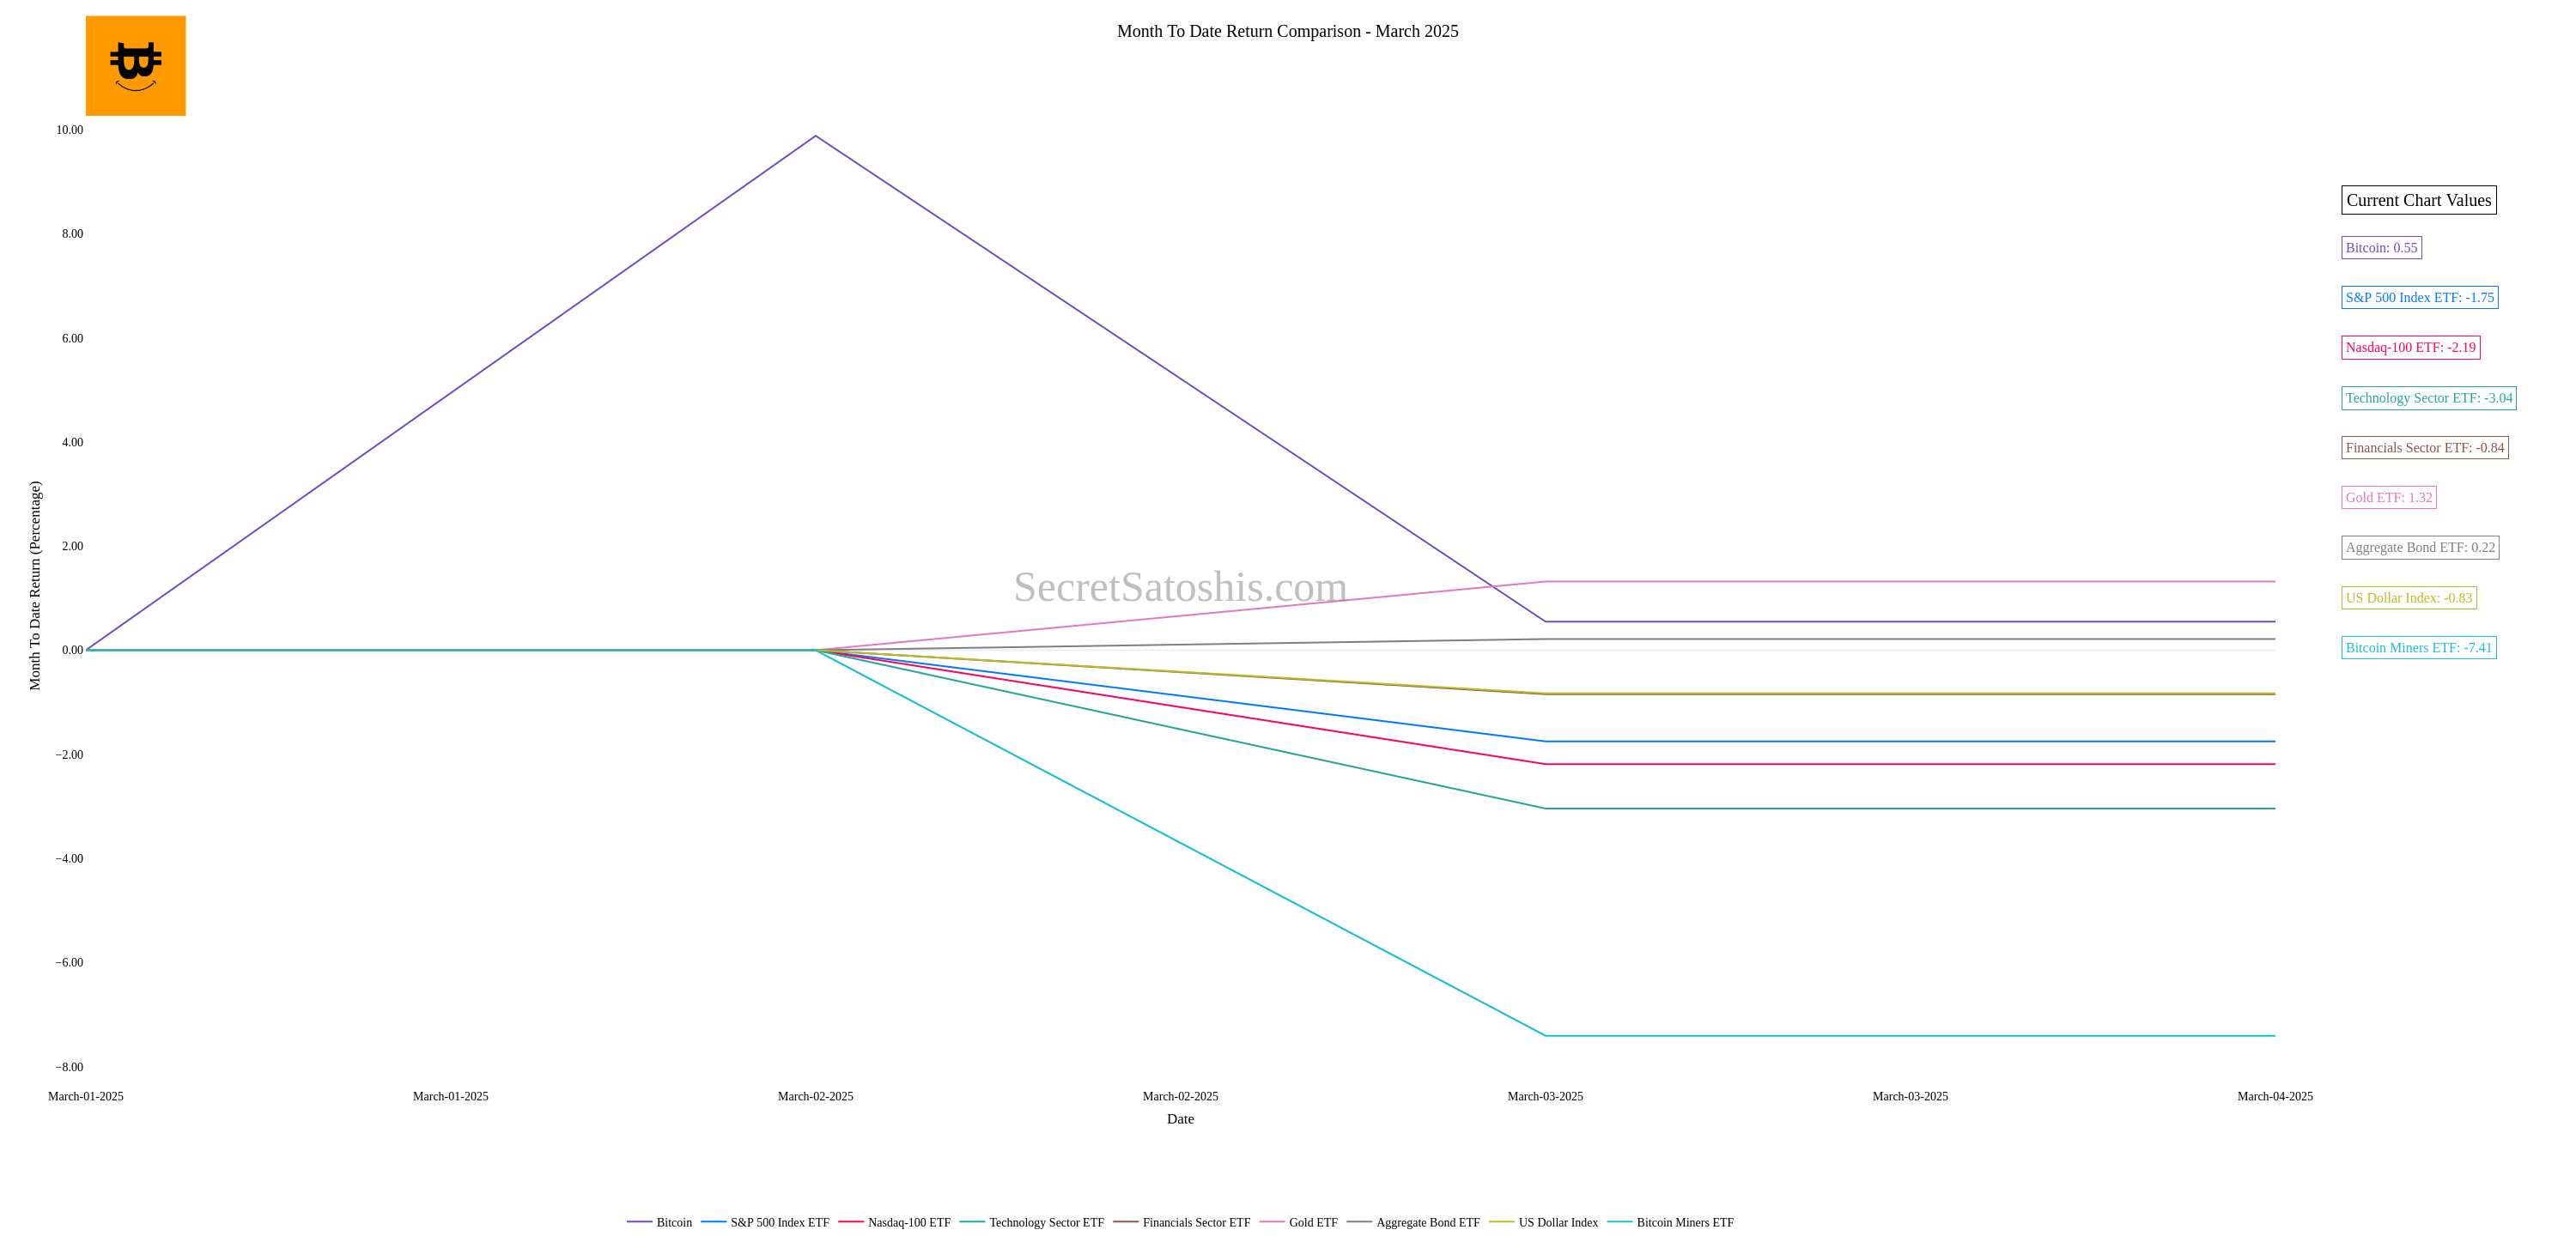 Month To Date Return Comparison - March 2025
10.00
8.00
6.00
4.00
2.00
0.00
−2.00
−4.00
−6.00
−8.00
Month To Date Return (Percentage)
SecretSatoshis.com
Current Chart Values
Bitcoin: 0.55
S&P 500 Index ETF: -1.75
Nasdaq-100 ETF: -2.19
Technology Sector ETF: -3.04
Financials Sector ETF: -0.84
Gold ETF: 1.32
Aggregate Bond ETF: 0.22
US Dollar Index: -0.83
Bitcoin Miners ETF: -7.41
March-01-2025 March-01-2025 March-02-2025 March-02-2025 March-03-2025 March-03-2025 March-04-2025
Date
Bitcoin S&P 500 Index ETF Nasdaq-100 ETF Technology Sector ETF Financials Sector ETF Gold ETF Aggregate Bond ETF US Dollar Index Bitcoin Miners ETF